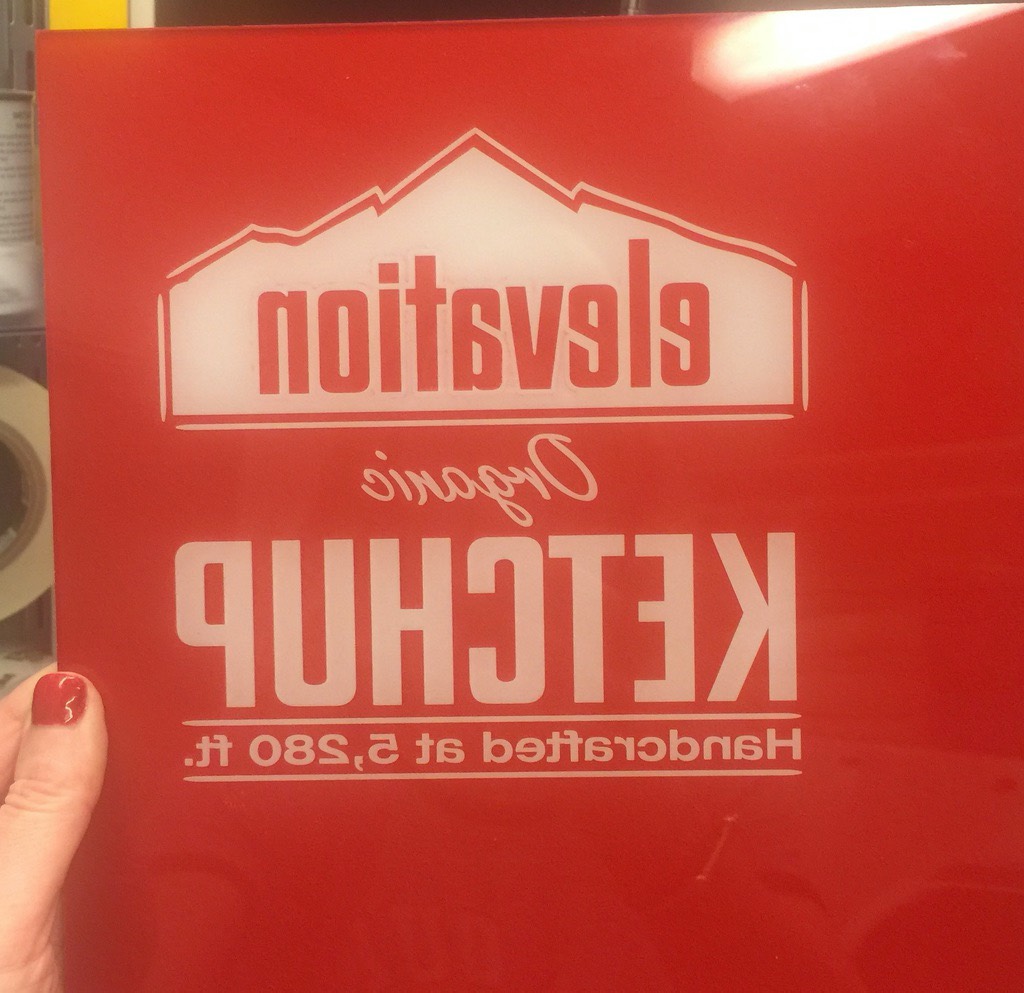 elevation
Organic
KETCHUP
Handcrafted at 5,280 ft.